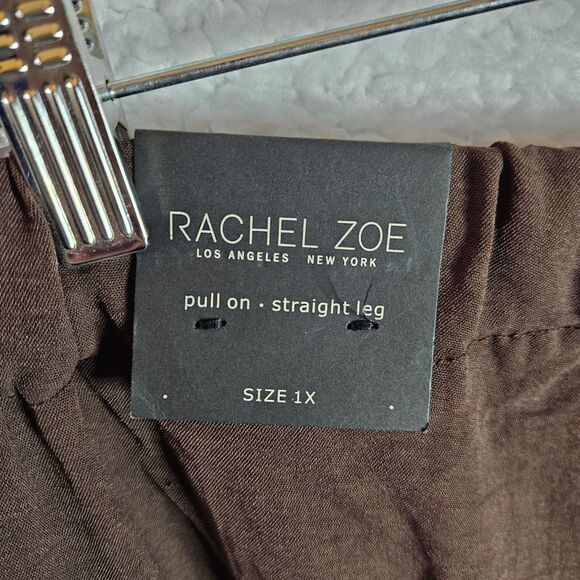 RACHEL ZOE
LOS ANGELES NEW YORK
pull on • straight leg
SIZE 1X